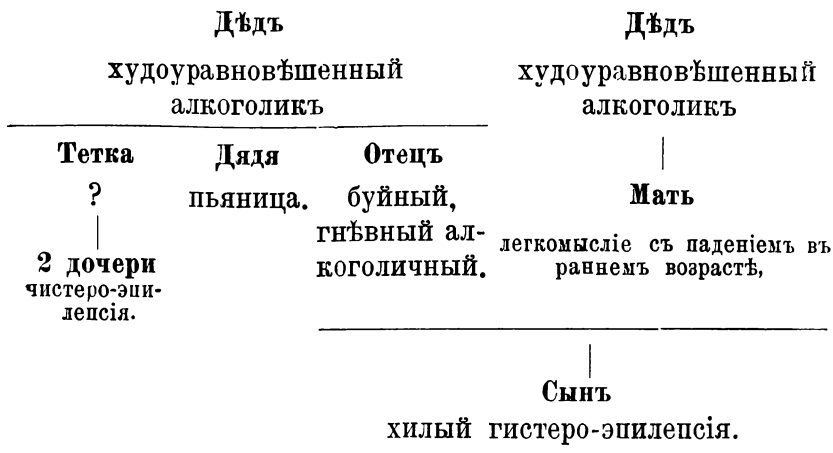 Дѣдъ Дѣдъ
худоуравновѣшенный худоуравновѣшенный
алкоголикъ алкоголикъ
Тетка Дядя Отецъ
? пьяница. буйный, Мать
гнѣвный ал-
легкомысліе съ паденіемъ въ
2 дочери коголичный. раннемъ возрастѣ,
чистеро-эпи-
лепсія.
Сынъ
хилый гистеро-эпилепсія.